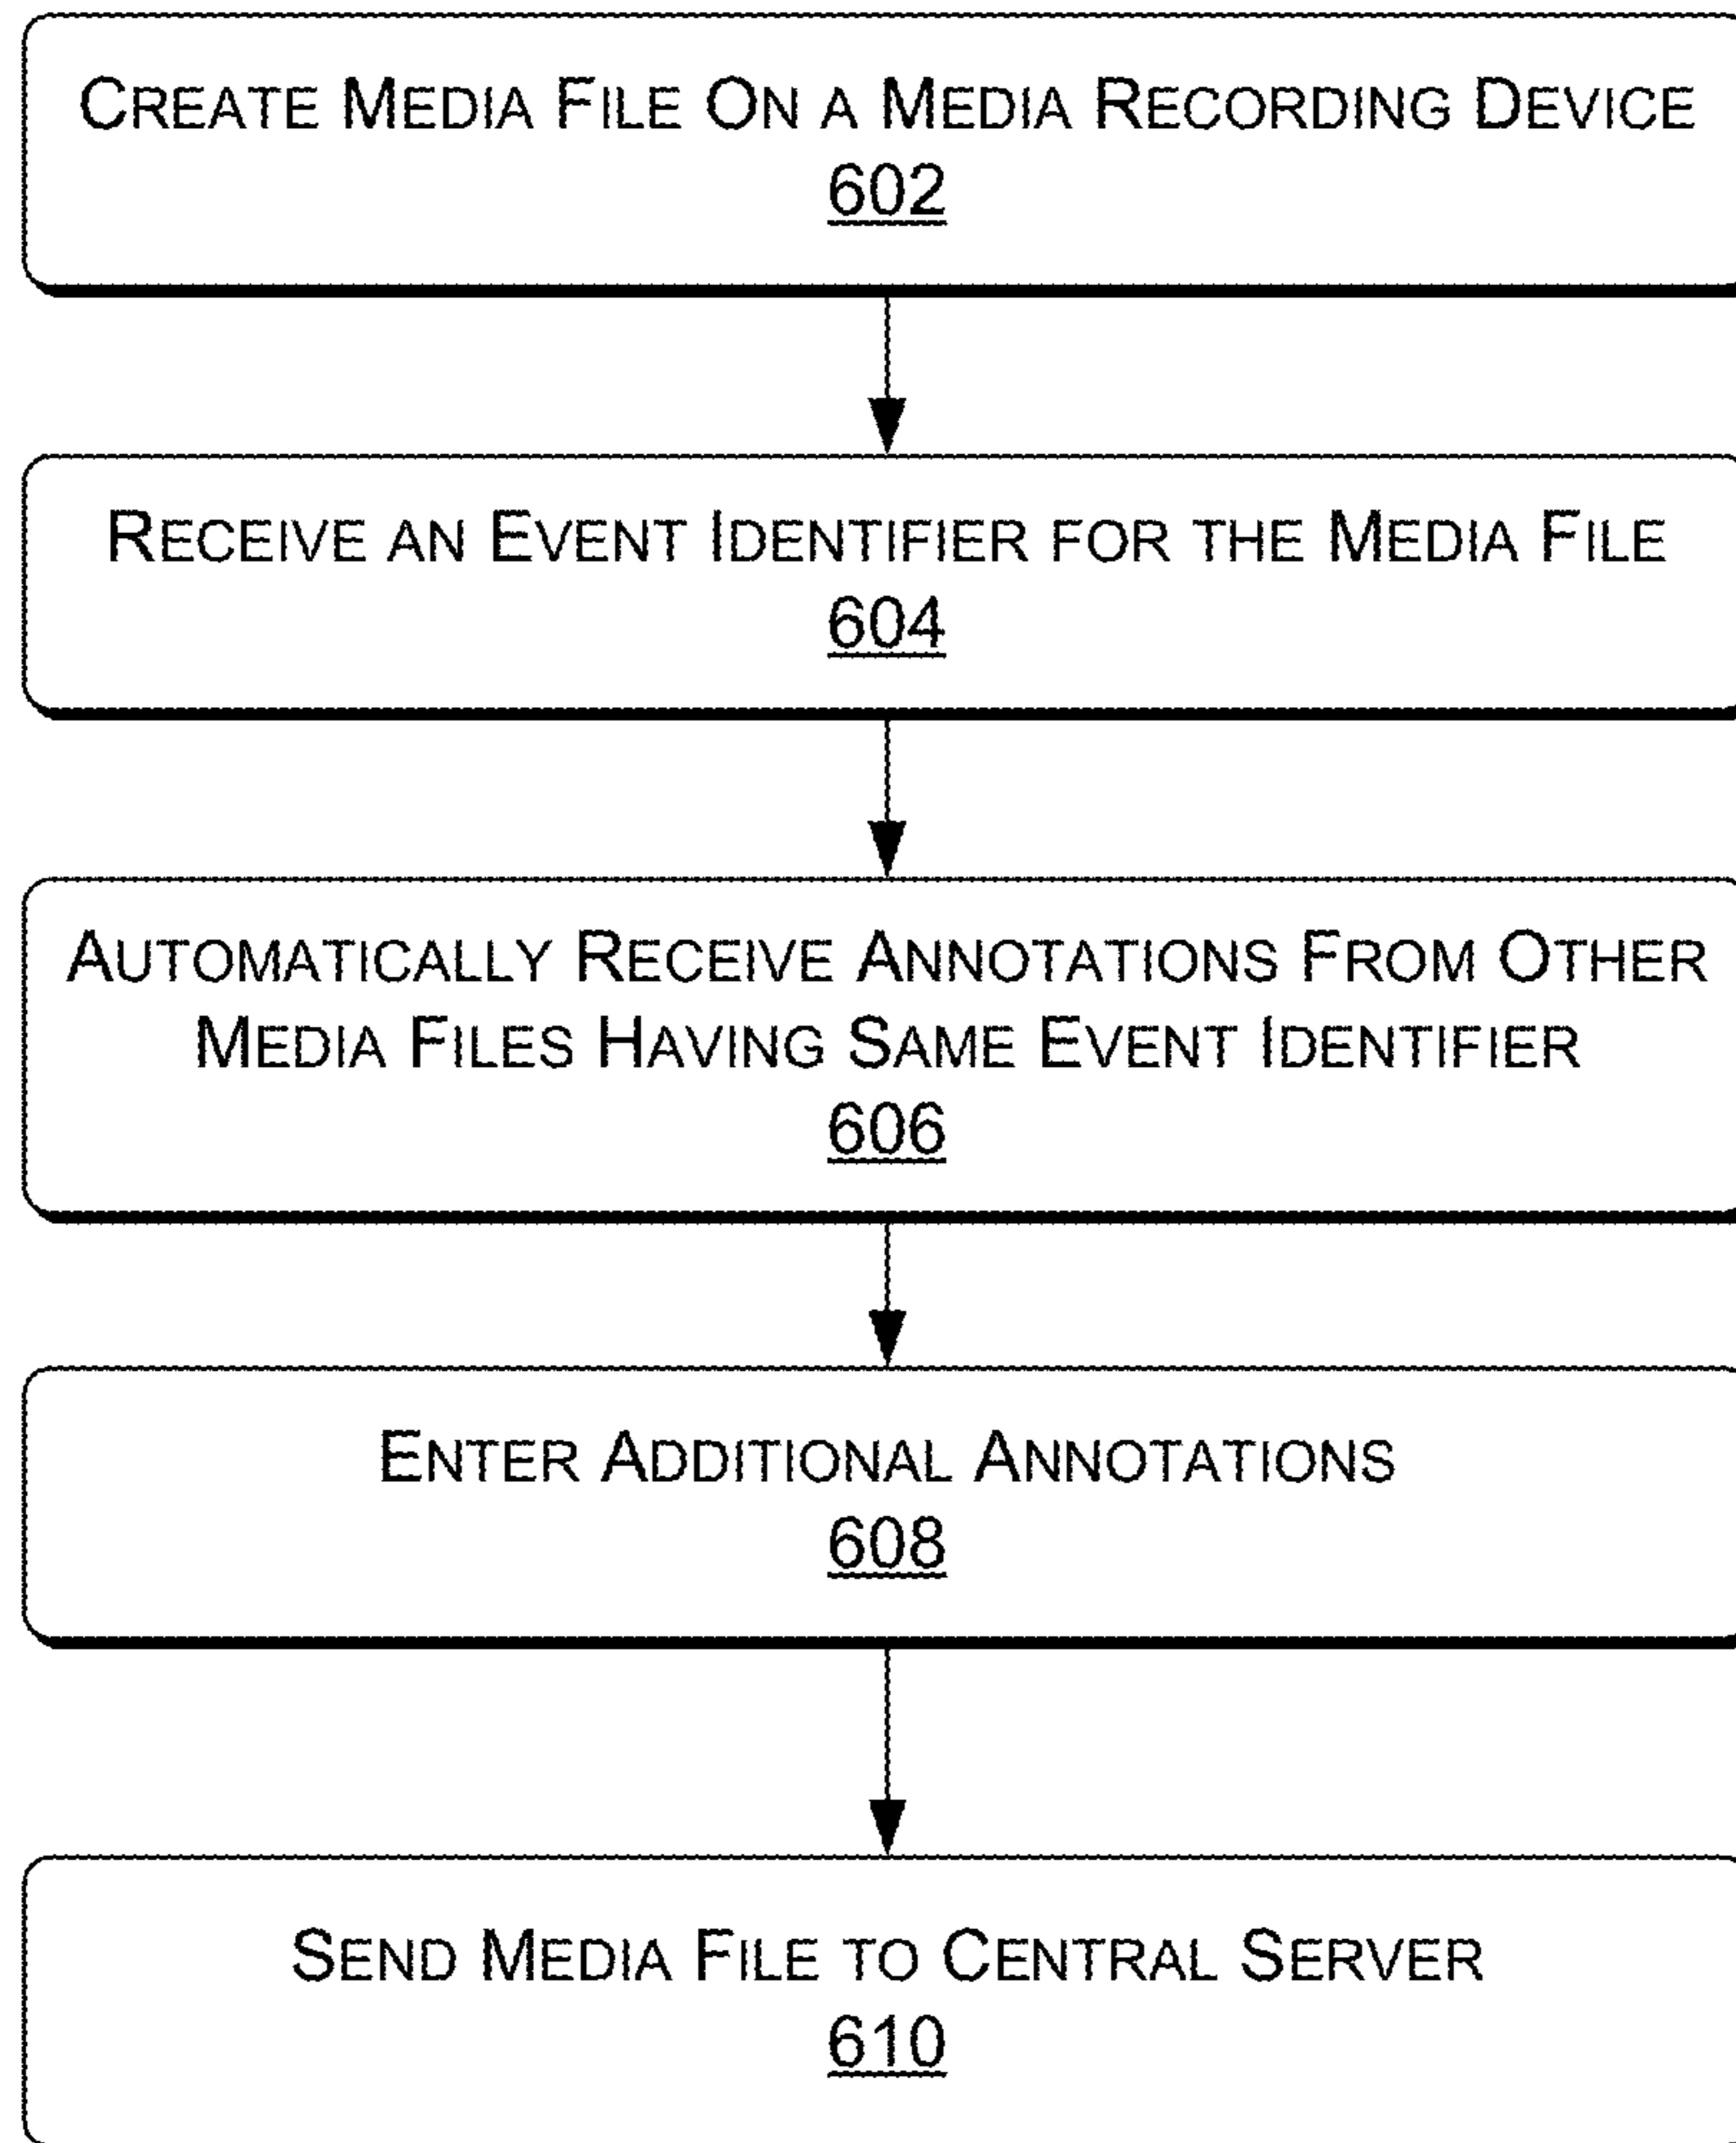 CREATE MEDIA FILE ON A MEDIA RECORDING DEVICE
602
RECEIVE AN EVENT IDENTIFIER FOR THE MEDIA FILE
604
AUTOMATICALLY RECEIVE ANNOTATIONS FROM OTHER
MEDIA FILES HAVING SAME EVENT IDENTIFIER
606
ENTER ADDITIONAL ANNOTATIONS
608
SEND MEDIA FILE TO CENTRAL SERVER
610